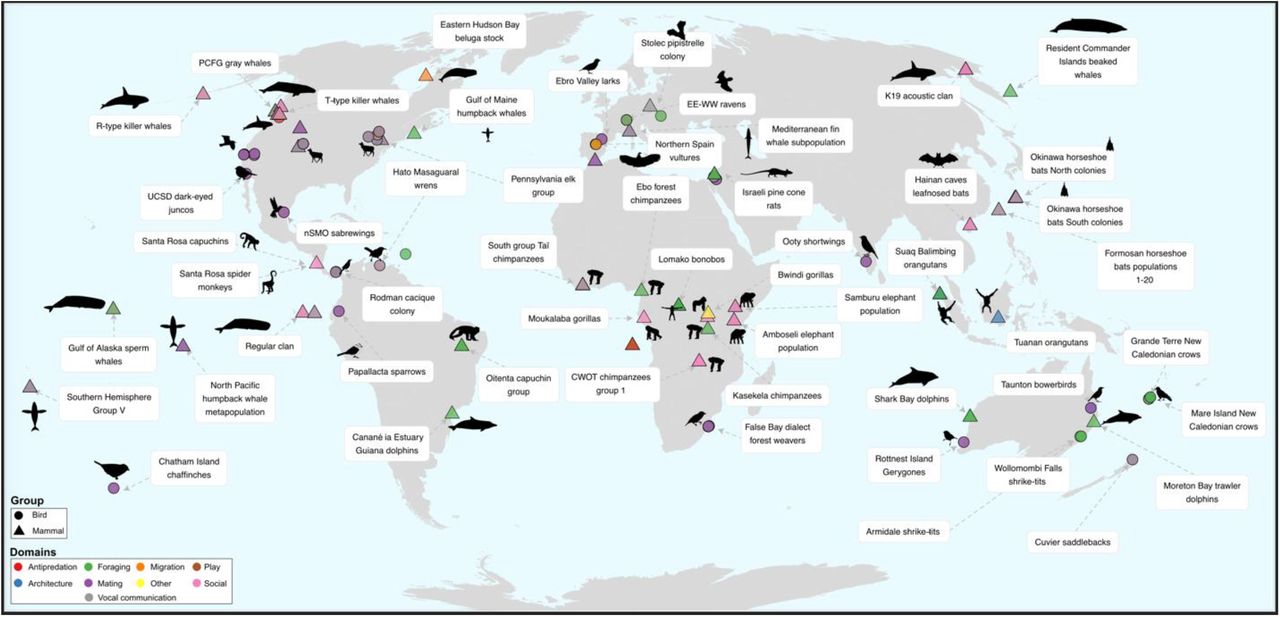 Eastern Hudson Bay
beluga stock
Stolec pipistrelle
colony
Resident Commander
Islands beaked
whales
PCFG gray whales
Ebro Valley larks
T-type killer whales
K19 acoustic clan
EE-WW ravens
Gulf of Maine
humpback whales
R-type killer whales
Mediterranean fin
whale subpopulation
Northern Spain
vultures
Okinawa horseshoe
bats North colonies
Hato Masaguaral
wrens
Pennsylvania elk
group
Ebo forest
chimpanzees
Israeli pine cone
rats
Hainan caves
leafnosed bats
UCSD dark-eyed
juncos
Okinawa horseshoe
bats South colonies
nSMO sabrewings
Santa Rosa capuchins
South group Taï
chimpanzees
Ooty shortwings
Suaq Balimbing
orangutans
Formosan horseshoe
bats populations
1-20
Lomako bonobos
Santa Rosa spider
monkeys
Bwindi gorillas
Rodman cacique
colony
Samburu elephant
population
Moukalaba gorillas
Amboseli elephant
population
Tuanan orangutans
Grande Terre New
Caledonian crows
Gulf of Alaska sperm
whales
Regular clan
Papallacta sparrows
Oitenta capuchin
group
CWOT chimpanzees
group 1
Kasekela chimpanzees
Taunton bowerbirds
Shark Bay dolphins
Southern Hemisphere
Group V
North Pacific
humpback whale
metapopulation
Mare Island New
Caledonian crows
Canané ia Estuary
Guiana dolphins
False Bay dialect
forest weavers
Rottnest Island
Gerygones
Wollomombi Falls
shrike-tits
Chatham Island
chaffinches
Moreton Bay trawler
dolphins
Armidale shrike-tits
Cuvier saddlebacks
Group
Bird
Mammal
Domains
Antipredation
Foraging
Migration
Play
Architecture
Mating
Other
Social
Vocal communication